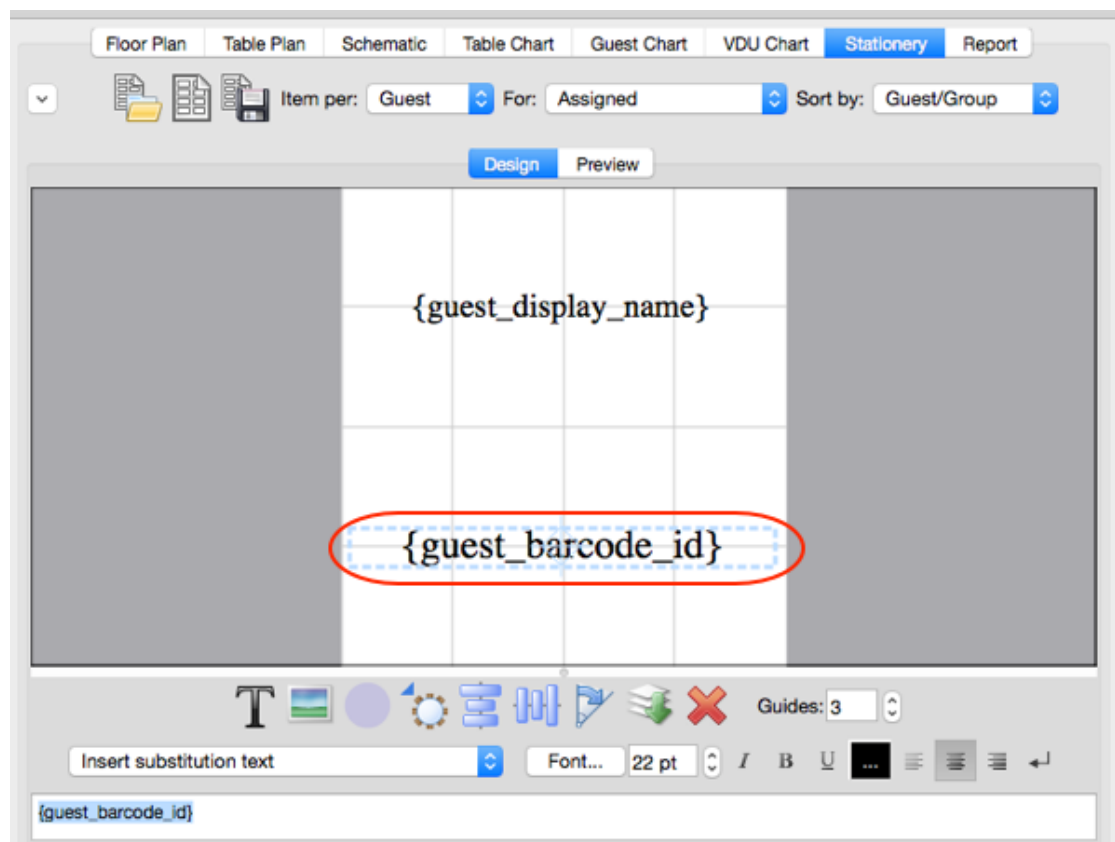 Floor Plan Table Plan Schematic Table Chart Guest Chart VDU Chart Stationery Report
Item per: Guest For: Assigned Sort by: Guest/Group
Design Preview
{guest_display_name}
{guest_barcode_id}
T Guides: 3
Insert substitution text Font... 22 pt I B U ...
{guest_barcode_id}